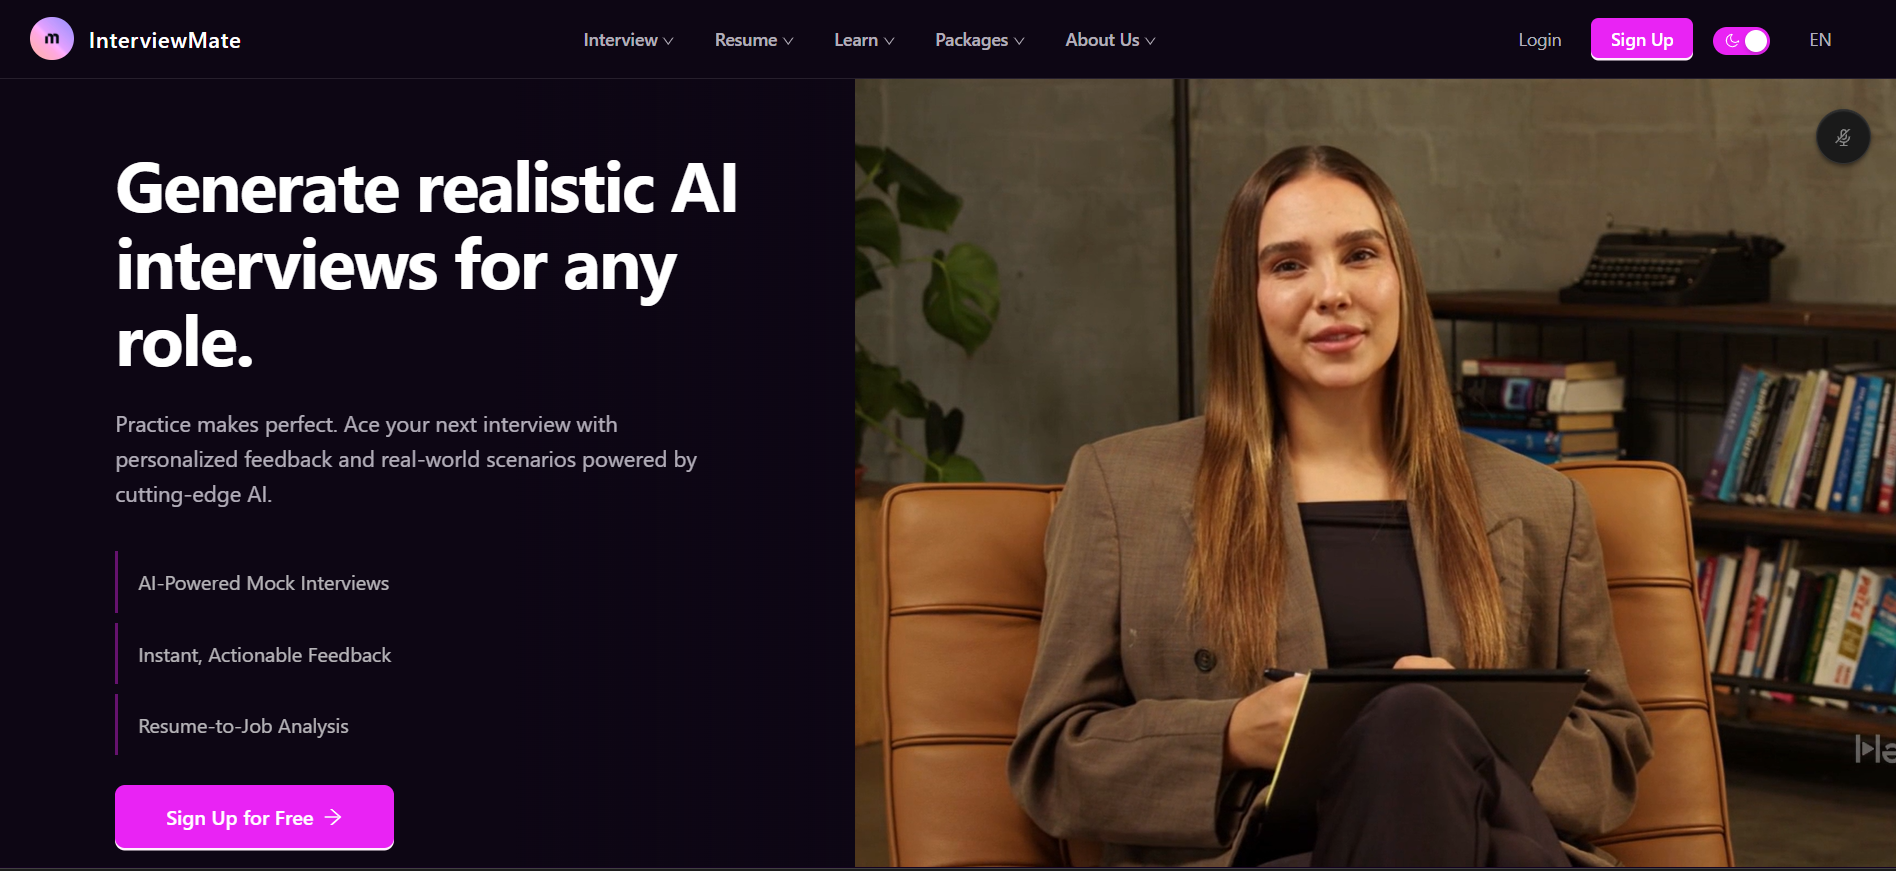 m InterviewMate Interview Resume Learn Packages About Us Login Sign Up EN
Generate realistic AI
interviews for any
role.
Practice makes perfect. Ace your next interview with
personalized feedback and real-world scenarios powered by
cutting-edge AI.
AI-Powered Mock Interviews
Instant, Actionable Feedback
Resume-to-Job Analysis
Sign Up for Free →